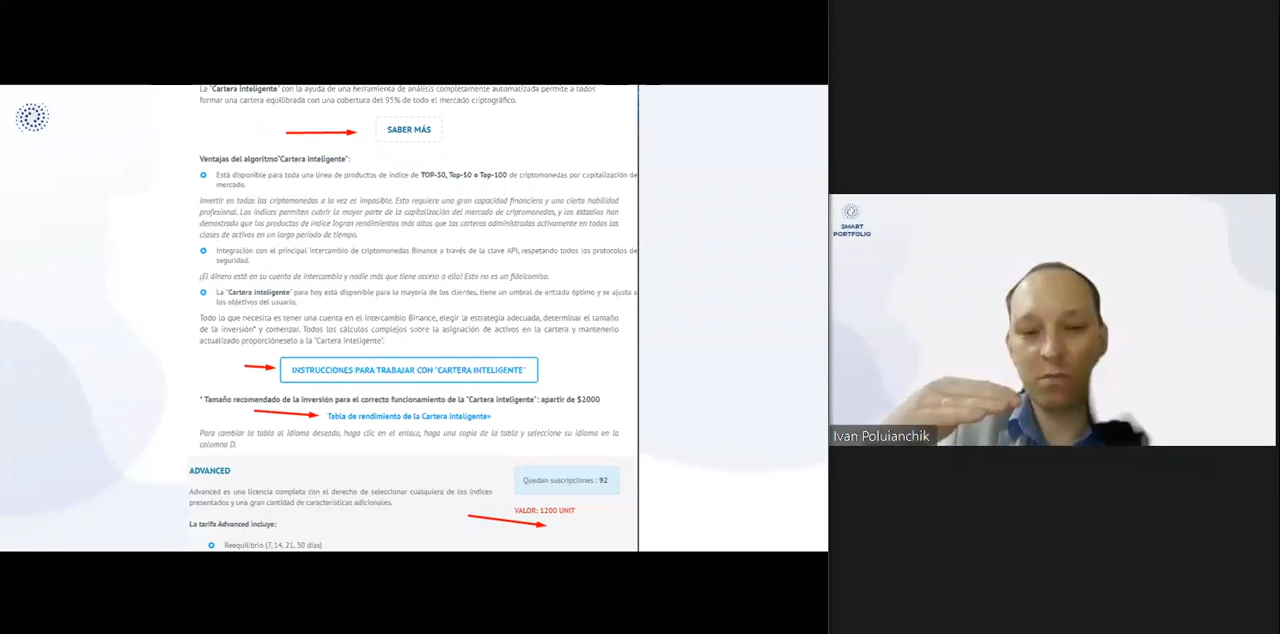 La "Cartera inteligente" con la ayuda de una herramienta de análisis completamente automatizada permite a todos
formar una cartera equilibrada con una cobertura del 95% de todo el mercado criptográfico.
SABER MÁS
Ventajas del algoritmo"Cartera inteligente":
Está disponible para toda una línea de productos de índice de TOP-30, Top-50 o Top-100 de criptomonedas por capitalización de
mercado.
Invertir en todas las criptomonedas a la vez es imposible. Esto requiere una gran capacidad financiera y una cierta habilidad
profesional. Los índices permiten cubrir la mayor parte de la capitalización del mercado de criptomonedas, y los estadios han
demostrado que los productos de índice logran rendimientos más altos que las carteras administradas activamente en todas las
clases de activos en un largo período de tiempo.
Integración con el principal intercambio de criptomonedas Binance a través de la clave API, respetando todos los protocolos de
seguridad.
¡El dinero está en su cuenta de intercambio y nadie más que tiene acceso a ella! Esto no es un fideicomiso.
La "Cartera inteligente" para hoy está disponible para la mayoría de los clientes, tiene un umbral de entrada óptimo y se ajusta a
los objetivos del usuario.
Todo lo que necesita es tener una cuenta en el Intercambio Binance, elegir la estrategia adecuada, determinar el tamaño
de la inversión* y comenzar. Todos los cálculos complejos sobre la asignación de activos en la cartera y mantenerlo
actualizado proporcióneselo a la "Cartera inteligente".
INSTRUCCIONES PARA TRABAJAR CON "CARTERA INTELIGENTE"
* Tamaño recomendado de la inversión para el correcto funcionamiento de la "Cartera inteligente": apartir de $2000
Tabla de rendimiento de la Cartera inteligente»
Para cambiar la tabla al idioma deseado, haga clic en el enlace, haga una copia de la tabla y seleccione su idioma en la
columna D.
ADVANCED
Quedan suscripciones : 92
Advanced es una licencia completa con el derecho de seleccionar cualquiera de los índices
presentados y una gran cantidad de características adicionales.
VALOR: 1200 UNIT
La tarifa Advanced incluye:
Reequilibrio (7, 14, 21, 30 días)
SMART
PORTFOLIO
Ivan Poluianchik